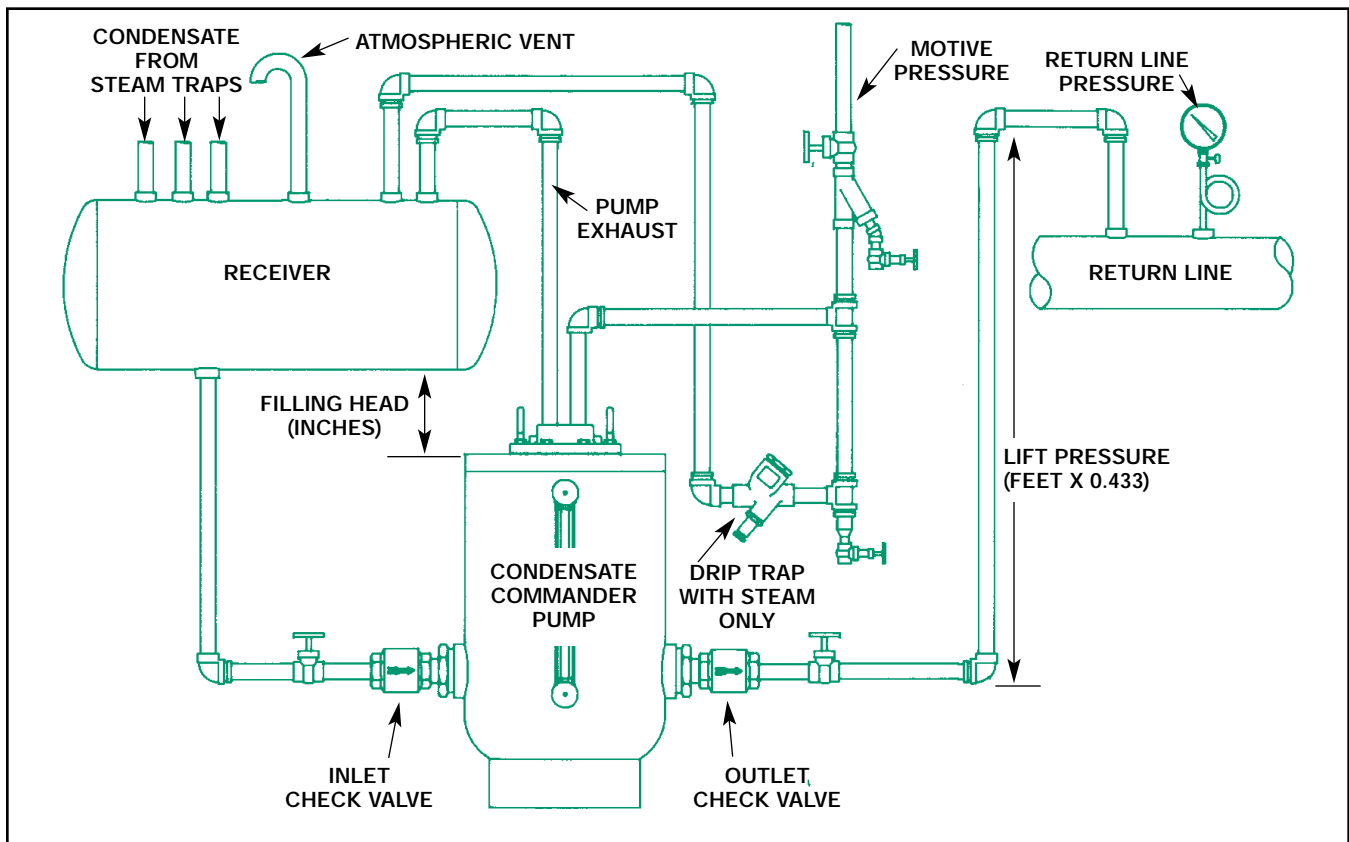 CONDENSATE
FROM
STEAM TRAPS
ATMOSPHERIC VENT
MOTIVE
PRESSURE
RETURN LINE
PRESSURE
PUMP
EXHAUST
RECEIVER
RETURN LINE
FILLING HEAD
(INCHES)
LIFT PRESSURE
(FEET X 0.433)
CONDENSATE
COMMANDER
PUMP
DRIP TRAP
WITH STEAM
ONLY
INLET
CHECK VALVE
OUTLET
CHECK VALVE